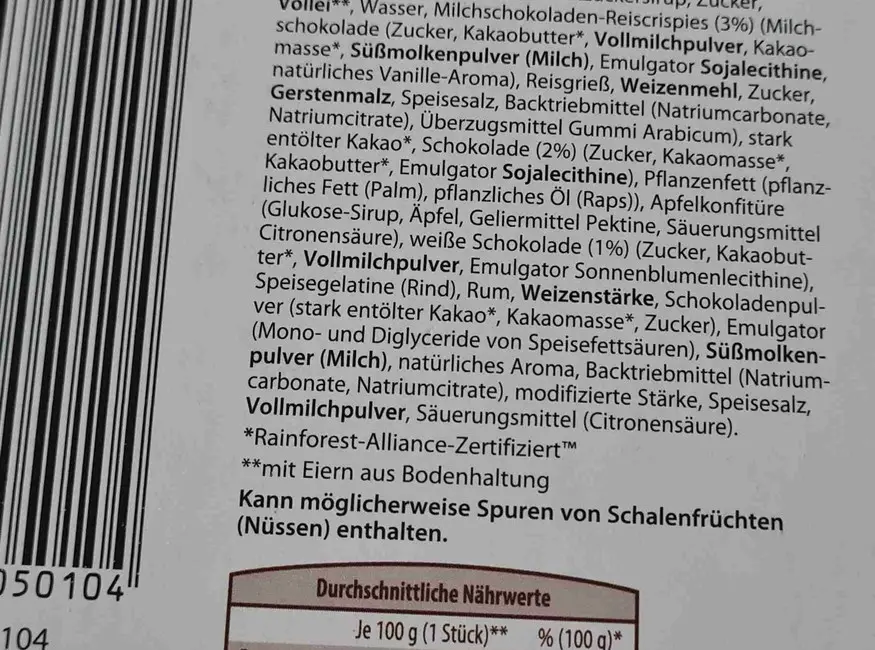 Zucker,
Vollei**, Wasser, Milchschokoladen-Reiscrispies (3%) (Milch-
schokolade (Zucker, Kakaobutter*, Vollmilchpulver, Kakao-
masse*, Süßmolkenpulver (Milch), Emulgator Sojalecithine,
natürliches Vanille-Aroma), Reisgrieß, Weizenmehl, Zucker,
Gerstenmalz, Speisesalz, Backtriebmittel (Natriumcarbonate,
Natriumcitrate), Überzugsmittel Gummi Arabicum), stark
entölter Kakao*, Schokolade (2%) (Zucker, Kakaomasse*,
Kakaobutter*, Emulgator Sojalecithine), Pflanzenfett (pflanz-
liches Fett (Palm), pflanzliches Öl (Raps)), Apfelkonfitüre
(Glukose-Sirup, Äpfel, Geliermittel Pektine, Säuerungsmittel
Citronensäure), weiße Schokolade (1%) (Zucker, Kakaobut-
ter*, Vollmilchpulver, Emulgator Sonnenblumenlecithine),
Speisegelatine (Rind), Rum, Weizenstärke, Schokoladenpul-
ver (stark entölter Kakao*, Kakaomasse*, Zucker), Emulgator
(Mono- und Diglyceride von Speisefettsäuren), Süßmolken-
pulver (Milch), natürliches Aroma, Backtriebmittel (Natrium-
carbonate, Natriumcitrate), modifizierte Stärke, Speisesalz,
Vollmilchpulver, Säuerungsmittel (Citronensäure).
*Rainforest-Alliance-Zertifiziert™
**mit Eiern aus Bodenhaltung
Kann möglicherweise Spuren von Schalenfrüchten
(Nüssen) enthalten.
050104
104
Durchschnittliche Nährwerte
Je 100 g (1 Stück)** % (100 g)*